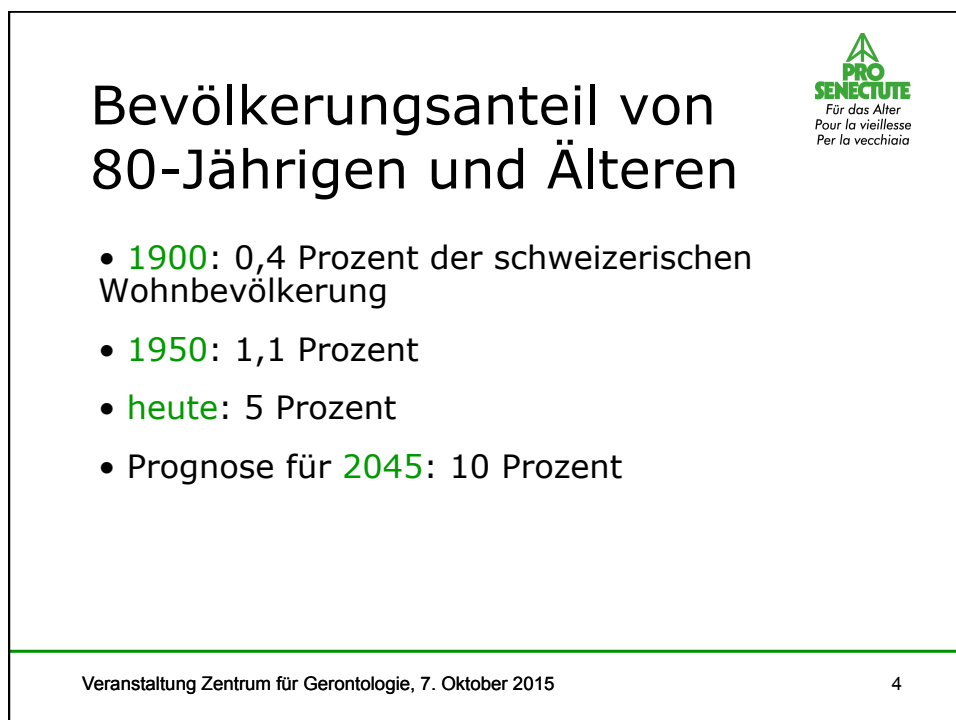 Bevölkerungsanteil von
80-Jährigen und Älteren
PRO
SENECTUTE
Für das Alter
Pour la vieillesse
Per la vecchiaia
• 1900: 0,4 Prozent der schweizerischen
Wohnbevölkerung
• 1950: 1,1 Prozent
• heute: 5 Prozent
• Prognose für 2045: 10 Prozent
Veranstaltung Zentrum für Gerontologie, 7. Oktober 2015 4